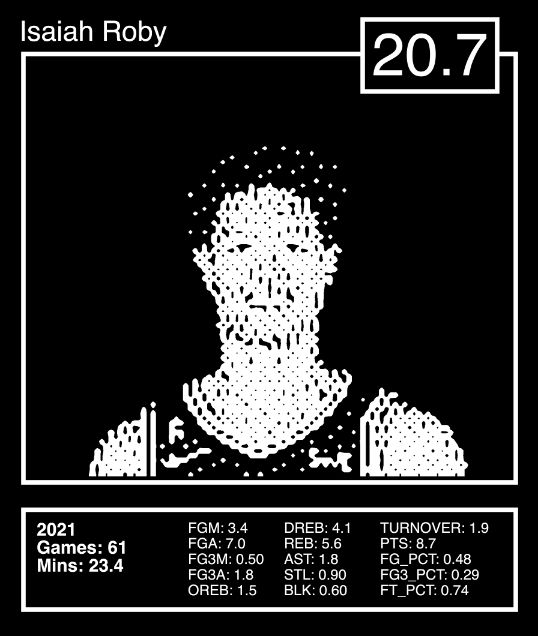 Isaiah Roby
20.7
2021
Games: 61
Mins: 23.4
FGM: 3.4
FGA: 7.0
FG3M: 0.50
FG3A: 1.8
OREB: 1.5
DREB: 4.1
REB: 5.6
AST: 1.8
STL: 0.90
BLK: 0.60
TURNOVER: 1.9
PTS: 8.7
FG_PCT: 0.48
FG3_PCT: 0.29
FT_PCT: 0.74